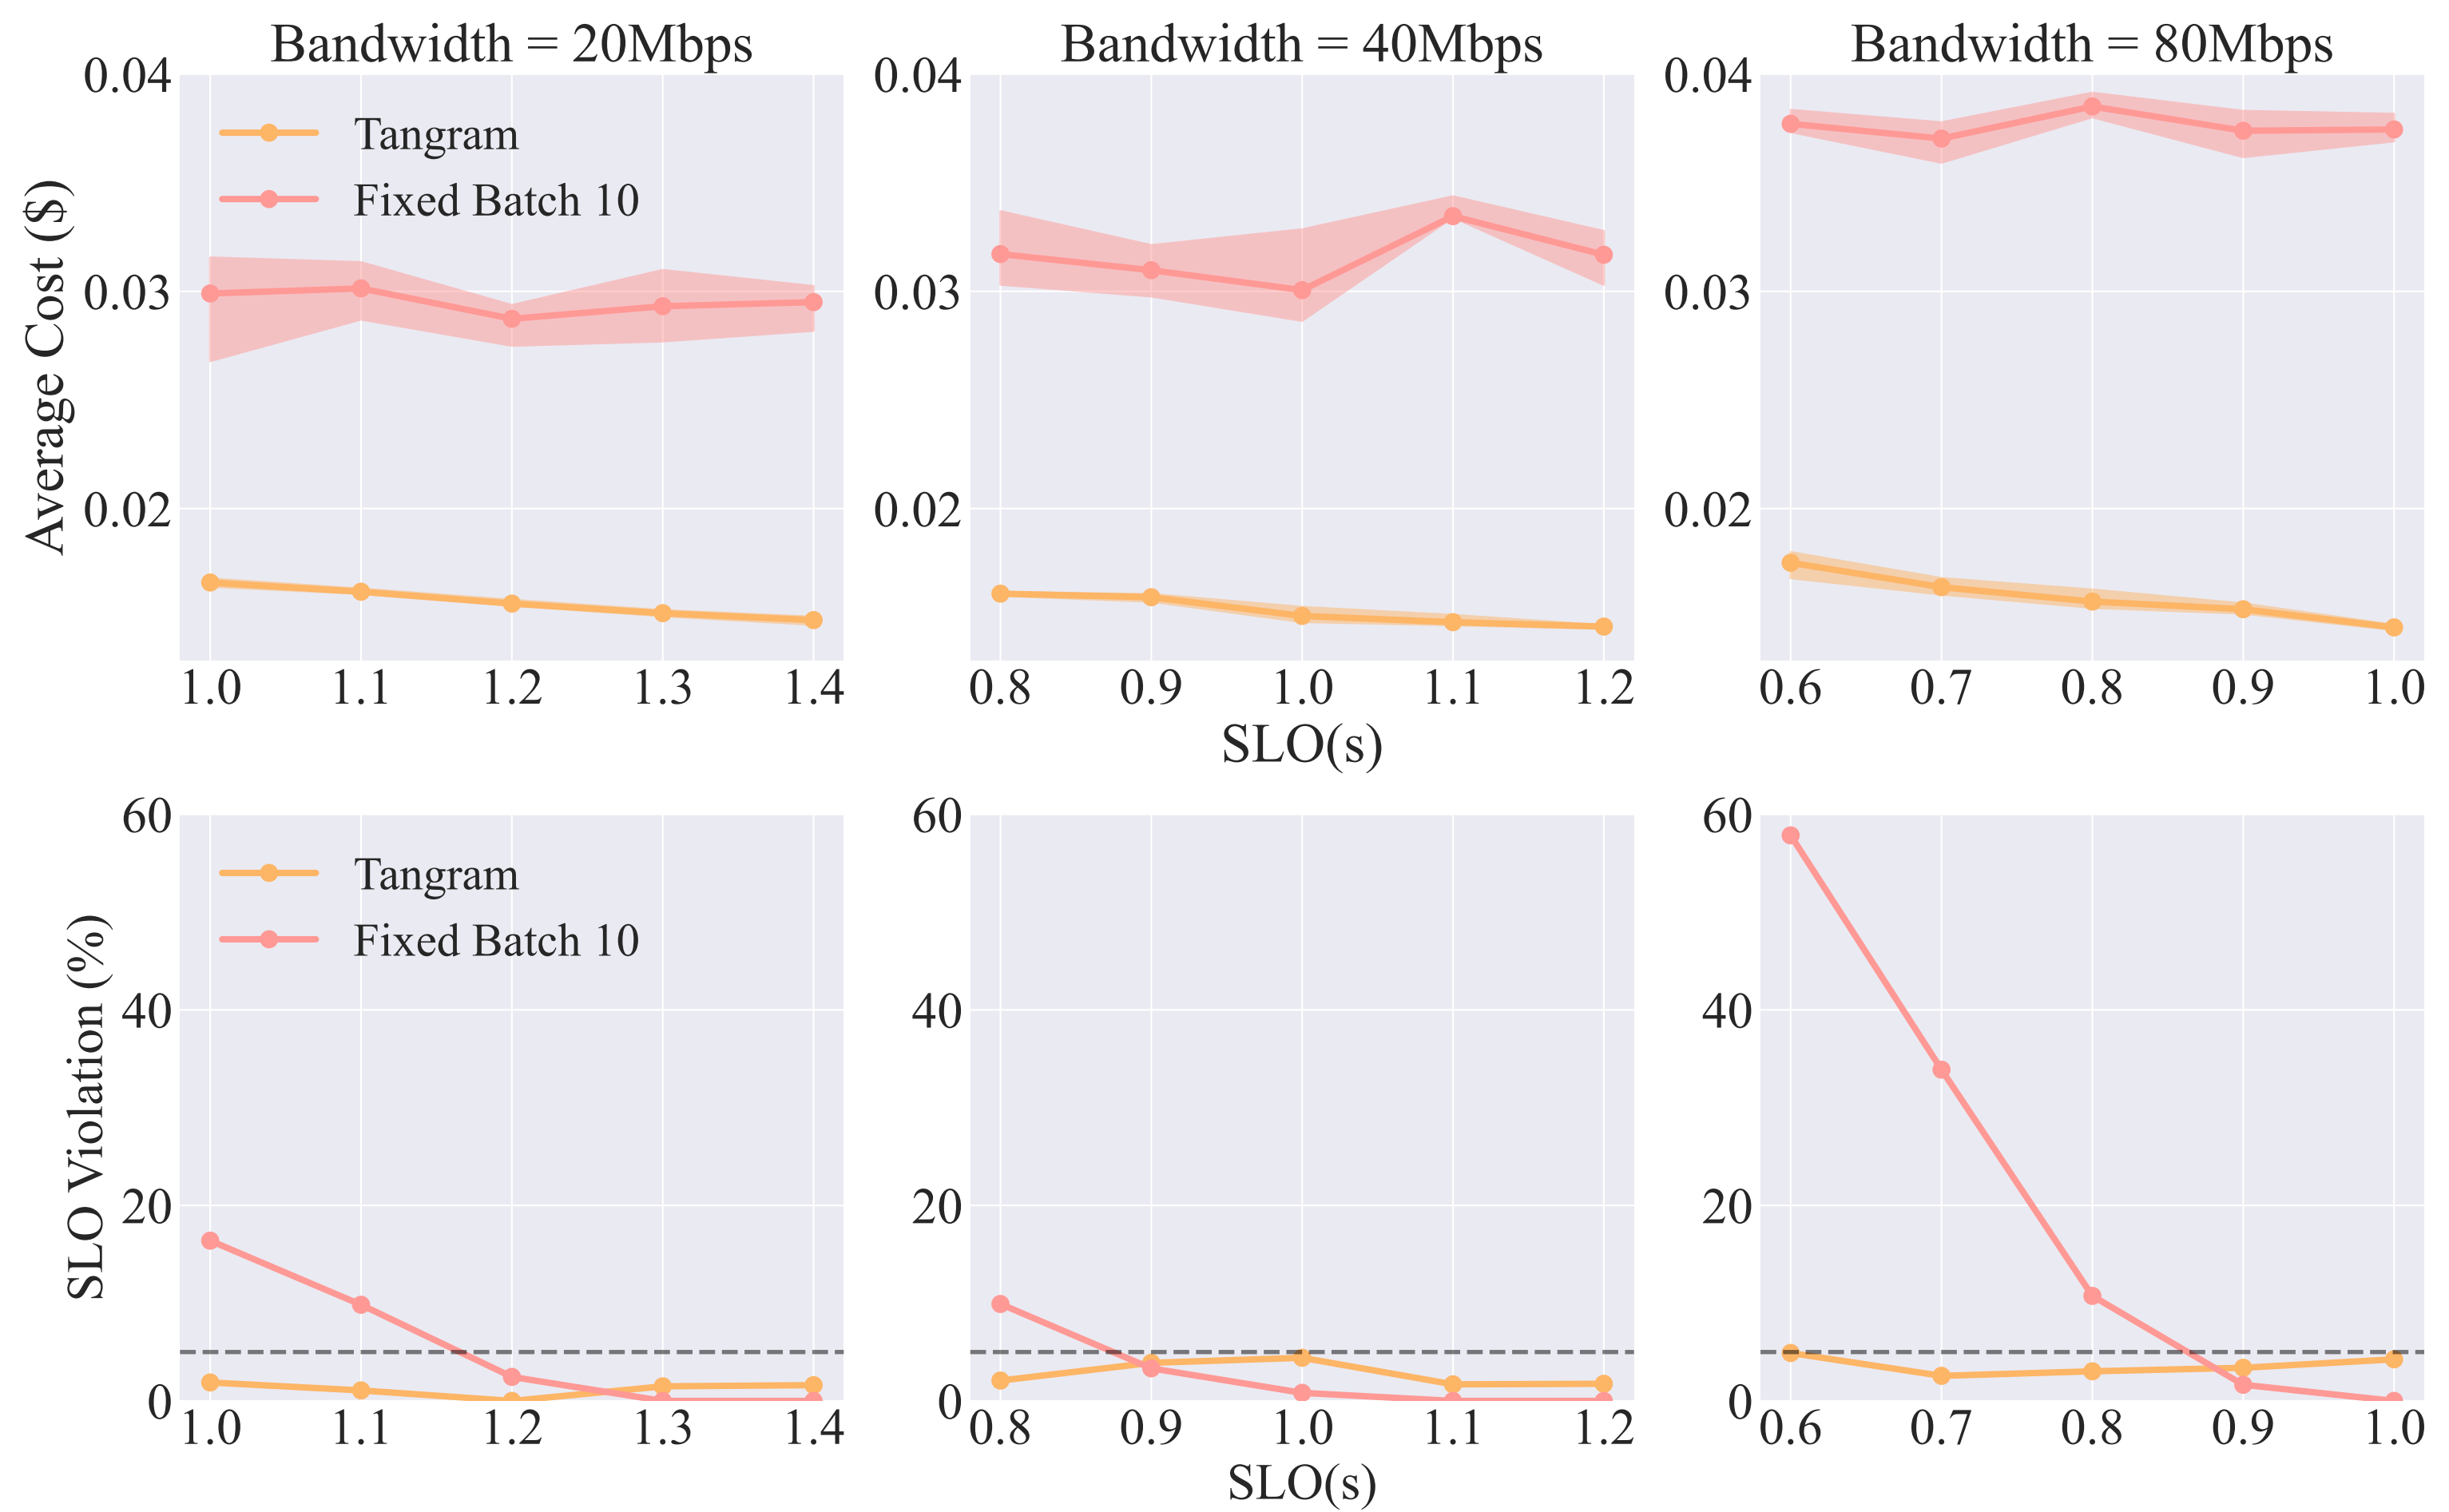 Bandwidth = 20Mbps
Bandwidth = 40Mbps
Bandwidth = 80Mbps
Average Cost ($)
0.04
0.03
0.02
Tangram
Fixed Batch 10
1.0 1.1 1.2 1.3 1.4
0.04
0.03
0.02
0.8 0.9 1.0 1.1 1.2
0.04
0.03
0.02
0.6 0.7 0.8 0.9 1.0
SLO(s)
SLO Violation (%)
60
40
20
0
Tangram
Fixed Batch 10
1.0 1.1 1.2 1.3 1.4
60
40
20
0
0.8 0.9 1.0 1.1 1.2
60
40
20
0
0.6 0.7 0.8 0.9 1.0
SLO(s)